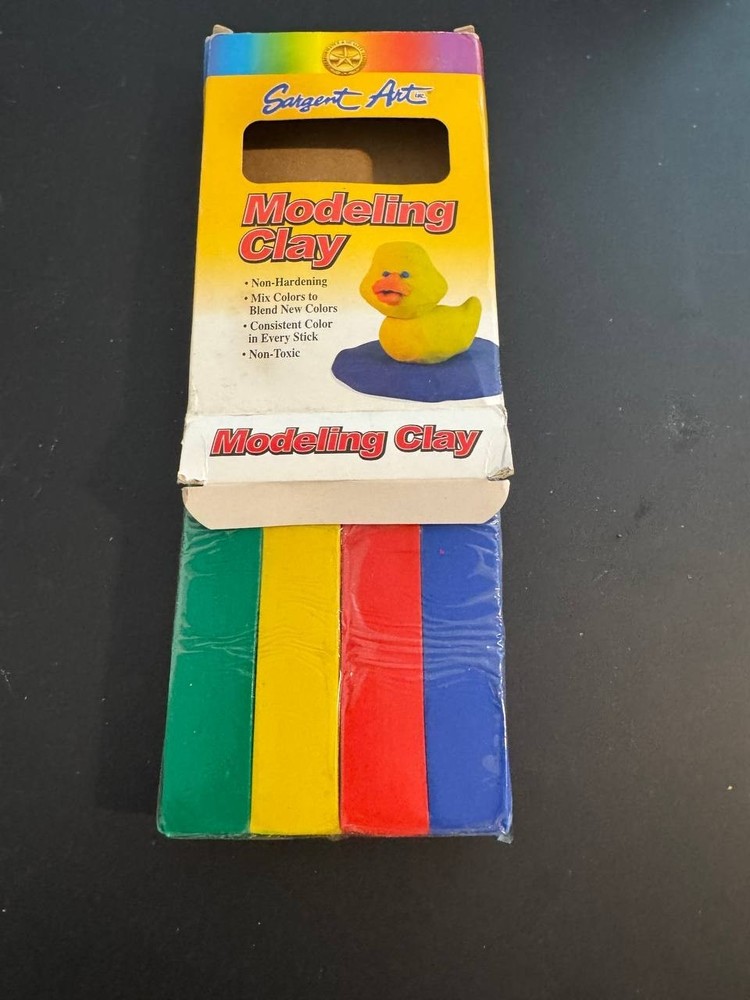 Sargent Art
Modeling
Clay
• Non-Hardening
• Mix Colors to
Blend New Colors
• Consistent Color
in Every Stick
• Non-Toxic
Modeling Clay